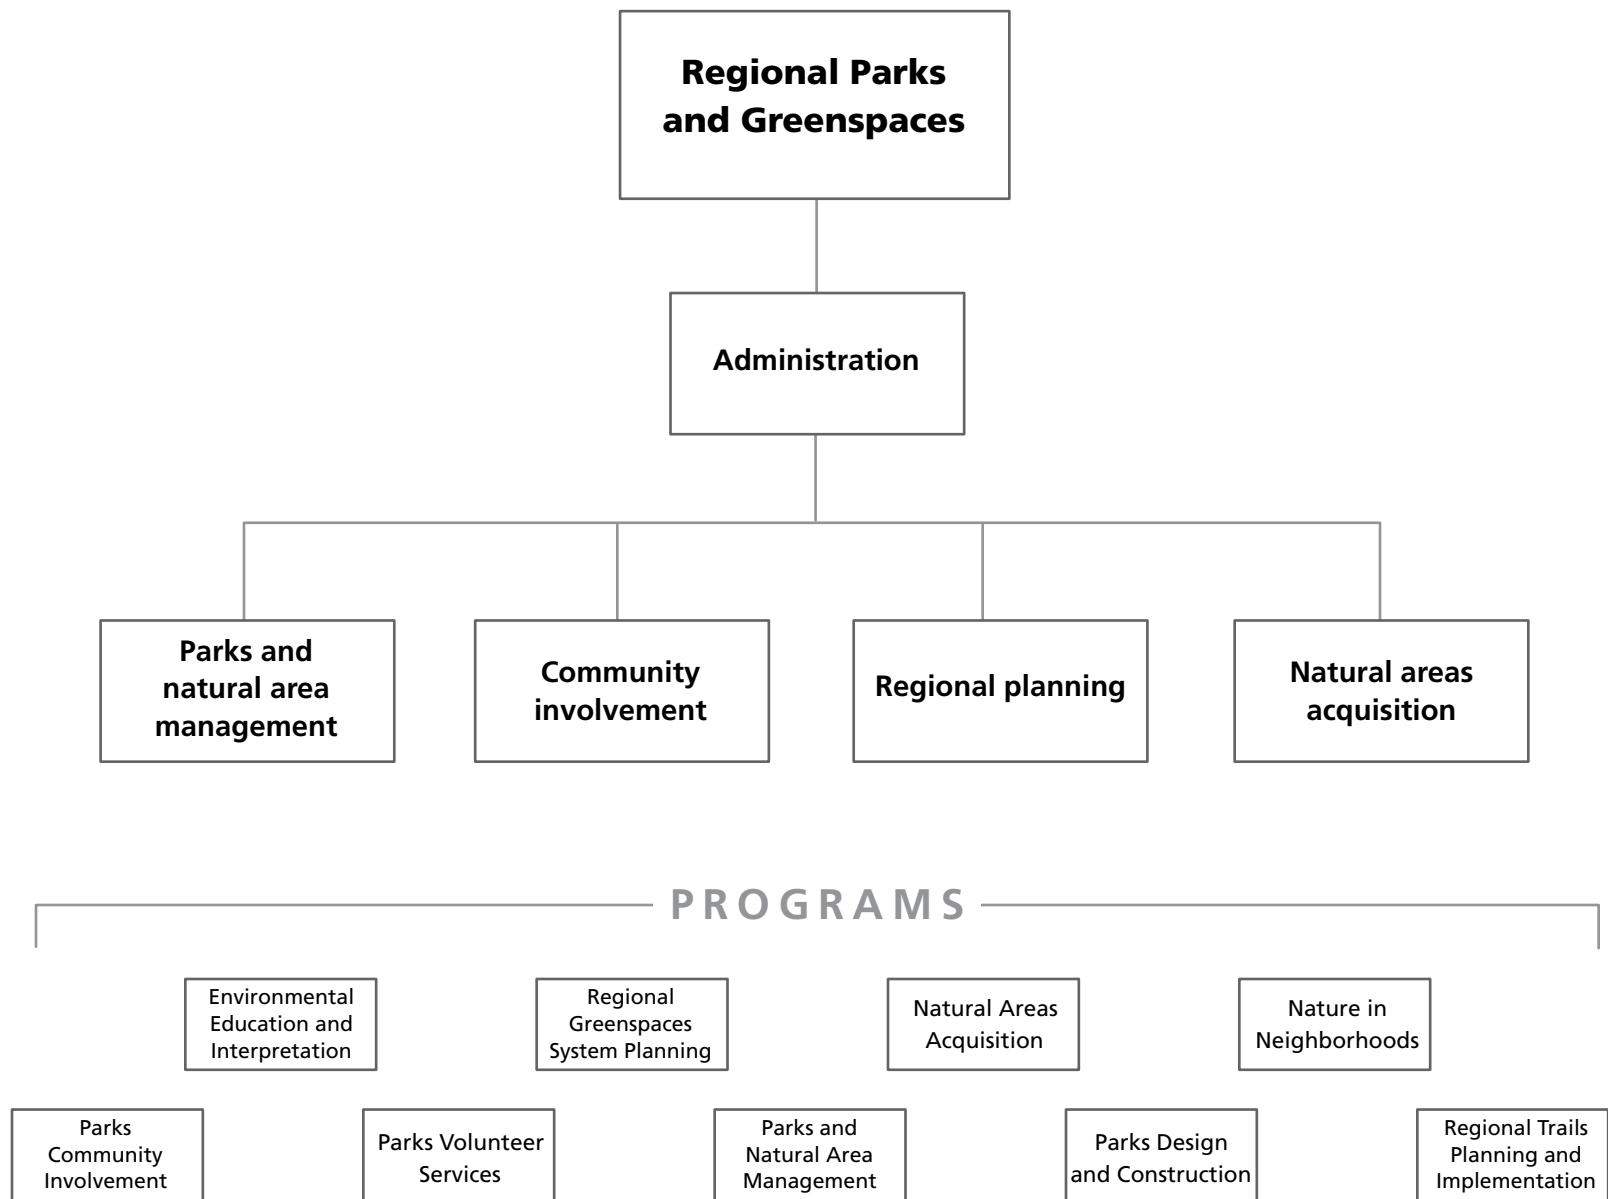 Regional Parks
and Greenspaces
Administration
Parks and
natural area
management
Community
involvement
Regional planning
Natural areas
acquisition
PROGRAMS
Environmental
Education and
Interpretation
Regional
Greenspaces
System Planning
Natural Areas
Acquisition
Nature in
Neighborhoods
Parks
Community
Involvement
Parks Volunteer
Services
Parks and
Natural Area
Management
Parks Design
and Construction
Regional Trails
Planning and
Implementation